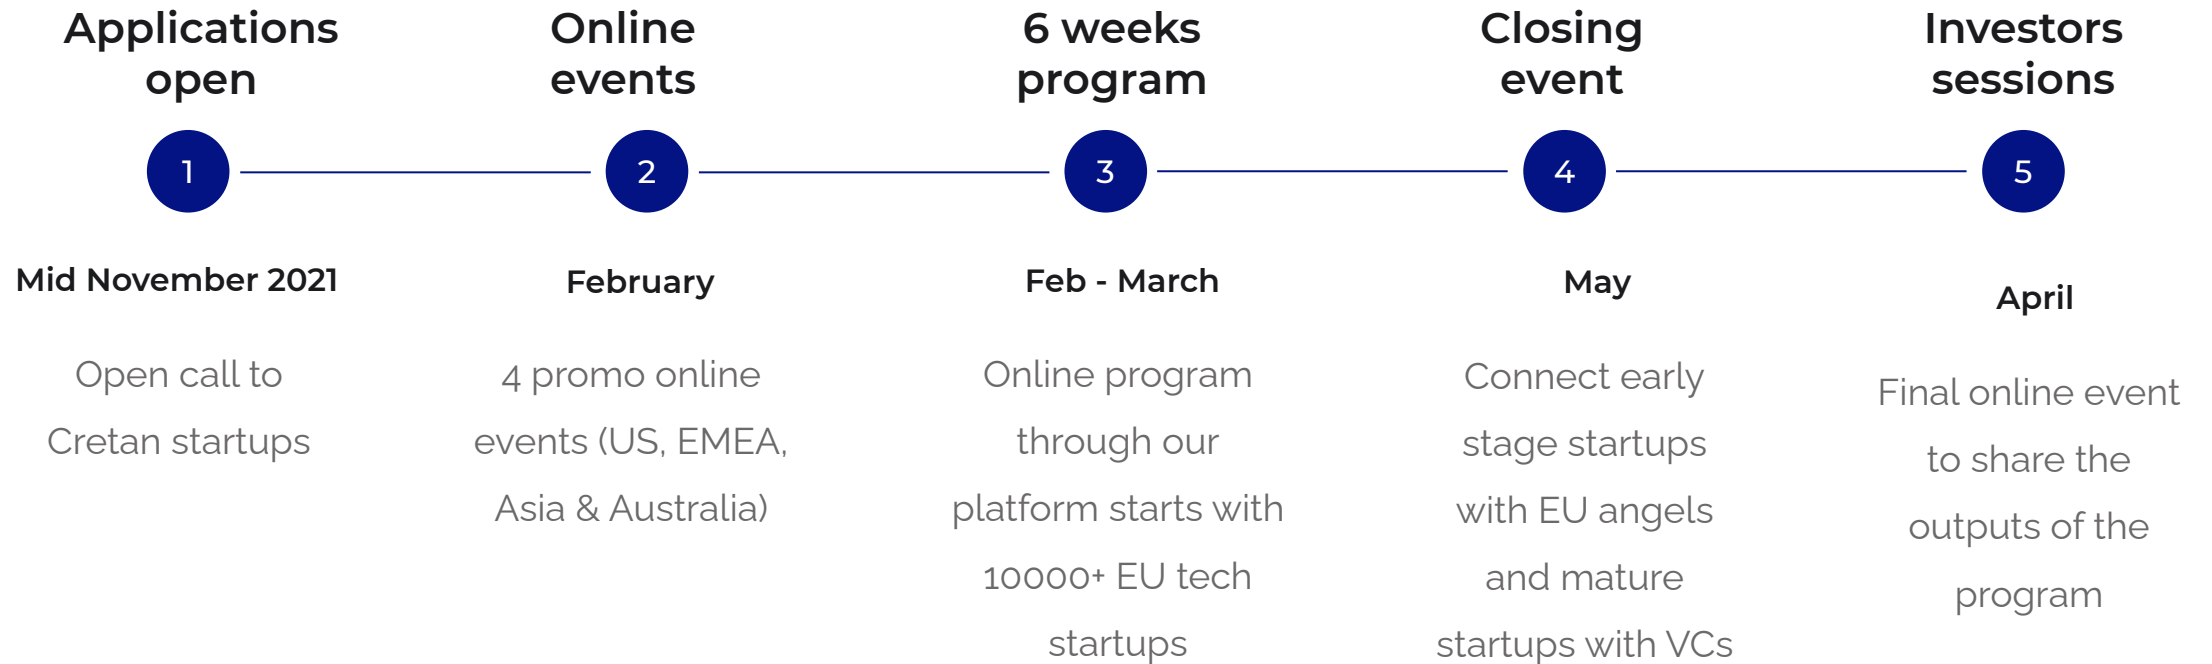 Applications
open
1
Mid November 2021
Open call to
Cretan startups
Online
events
2
February
4 promo online
events (US, EMEA,
Asia & Australia)
6 weeks
program
3
Feb - March
Online program
through our
platform starts with
10000+ EU tech
startups
Closing
event
4
May
Connect early
stage startups
with EU angels
and mature
startups with VCs
Investors
sessions
5
April
Final online event
to share the
outputs of the
program